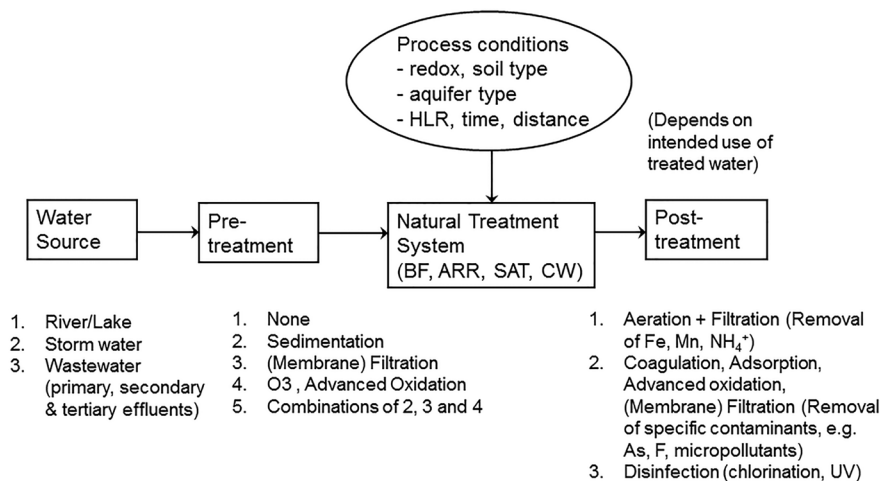 Process conditions
- redox, soil type
- aquifer type
- HLR, time, distance
(Depends on
intended use of
treated water)
Water
Source
Pre-
treatment
Natural Treatment
System
(BF, ARR, SAT, CW)
Post-
treatment
1. River/Lake
2. Storm water
3. Wastewater
(primary, secondary
& tertiary effluents)
1. None
2. Sedimentation
3. (Membrane) Filtration
4. O3 , Advanced Oxidation
5. Combinations of 2, 3 and 4
1. Aeration + Filtration (Removal
of Fe, Mn, NH₄⁺)
2. Coagulation, Adsorption,
Advanced oxidation,
(Membrane) Filtration (Removal
of specific contaminants, e.g.
As, F, micropollutants)
3. Disinfection (chlorination, UV)